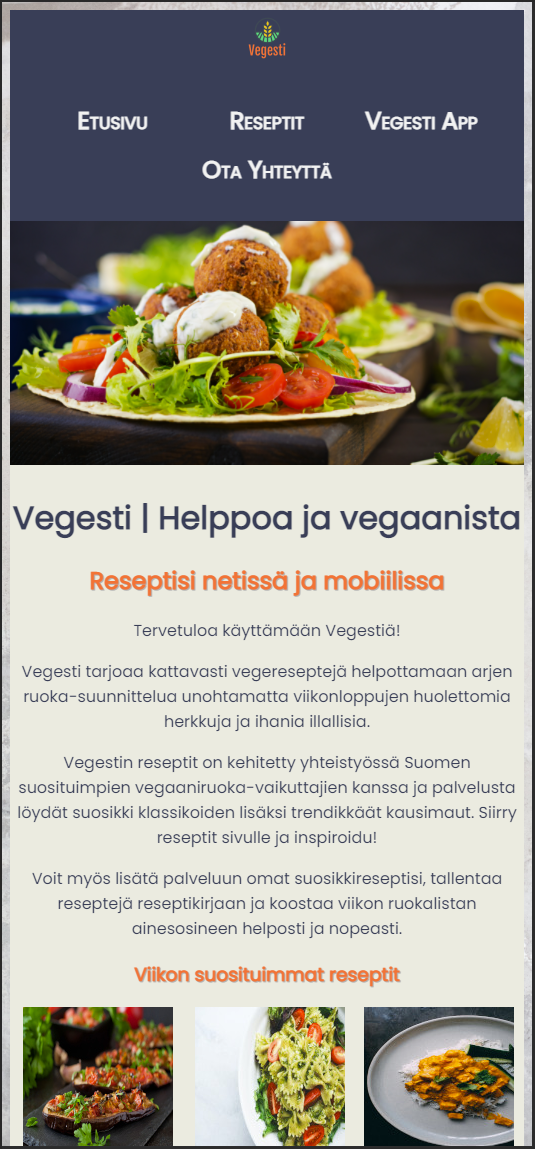 Vegesti
Etusivu Reseptit Vegesti App
Ota Yhteyttä
Vegesti | Helppoa ja vegaanista
Reseptisi netissä ja mobiilissa
Tervetuloa käyttämään Vegestiä!
Vegesti tarjoaa kattavasti vegereseptejä helpottamaan arjen
ruoka-suunnittelua unohtamatta viikonloppujen huolettomia
herkkuja ja ihania illallisia.
Vegestin reseptit on kehitetty yhteistyössä Suomen
suosituimpien vegaaniruoka-vaikuttajien kanssa ja palvelusta
löydät suosikki klassikoiden lisäksi trendikkäät kausimaut. Siirry
reseptit sivulle ja inspiroidu!
Voit myös lisätä palveluun omat suosikkireseptisi, tallentaa
reseptejä reseptikirjaan ja koostaa viikon ruokalistan
ainesosineen helposti ja nopeasti.
Viikon suosituimmat reseptit